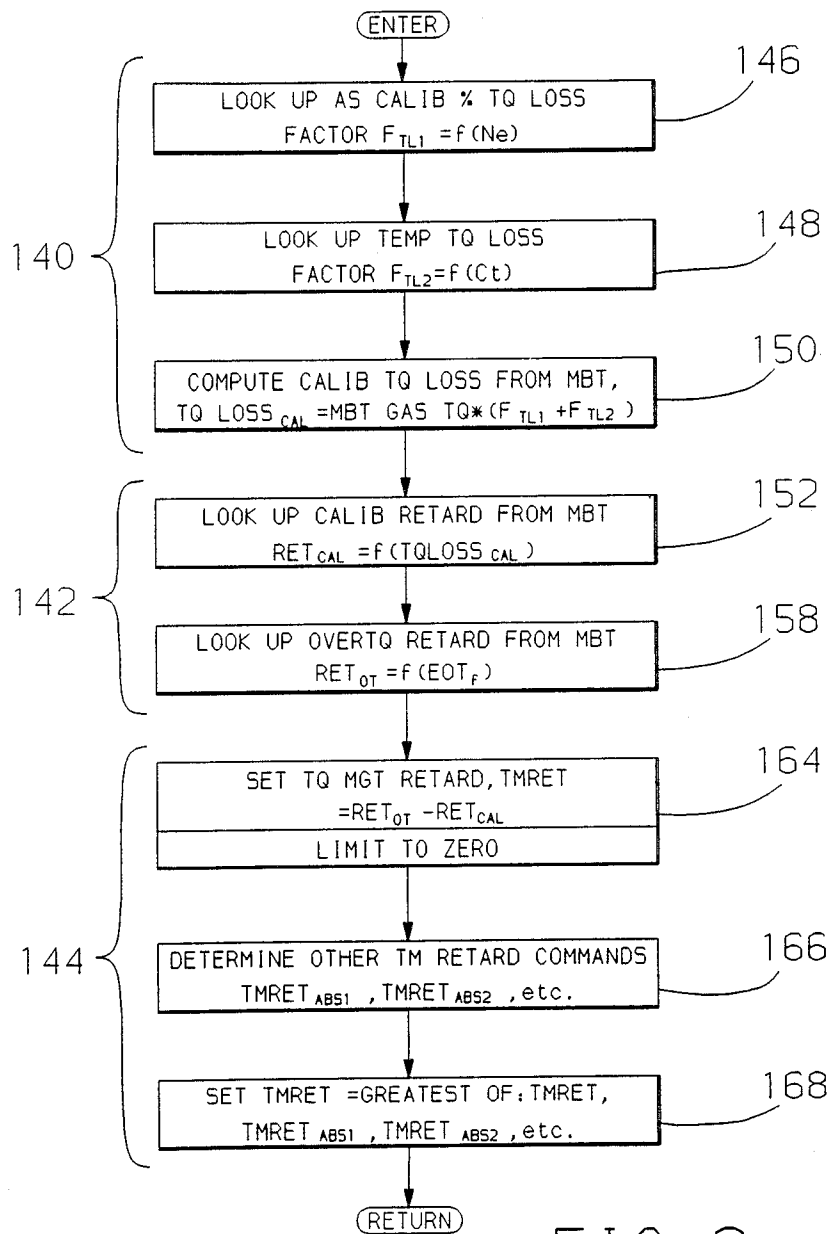 ENTER
146
LOOK UP AS CALIB % TQ LOSS
FACTOR F_TL1 =f(Ne)
140
148
LOOK UP TEMP TQ LOSS
FACTOR F_TL2=f(Ct)
150
COMPUTE CALIB TQ LOSS FROM MBT,
TQ LOSS_CAL =MBT GAS TQ*(F_TL1 +F_TL2)
142
152
LOOK UP CALIB RETARD FROM MBT
RET_CAL =f(TQLOSS_CAL)
158
LOOK UP OVERTQ RETARD FROM MBT
RET_OT =f(EOT_F)
144
164
SET TQ MGT RETARD,TMRET
=RET_OT -RET_CAL
LIMIT TO ZERO
166
DETERMINE OTHER TM RETARD COMMANDS
TMRET_ABS1 ,TMRET_ABS2 ,etc.
168
SET TMRET =GREATEST OF:TMRET,
TMRET_ABS1 ,TMRET_ABS2 ,etc.
RETURN